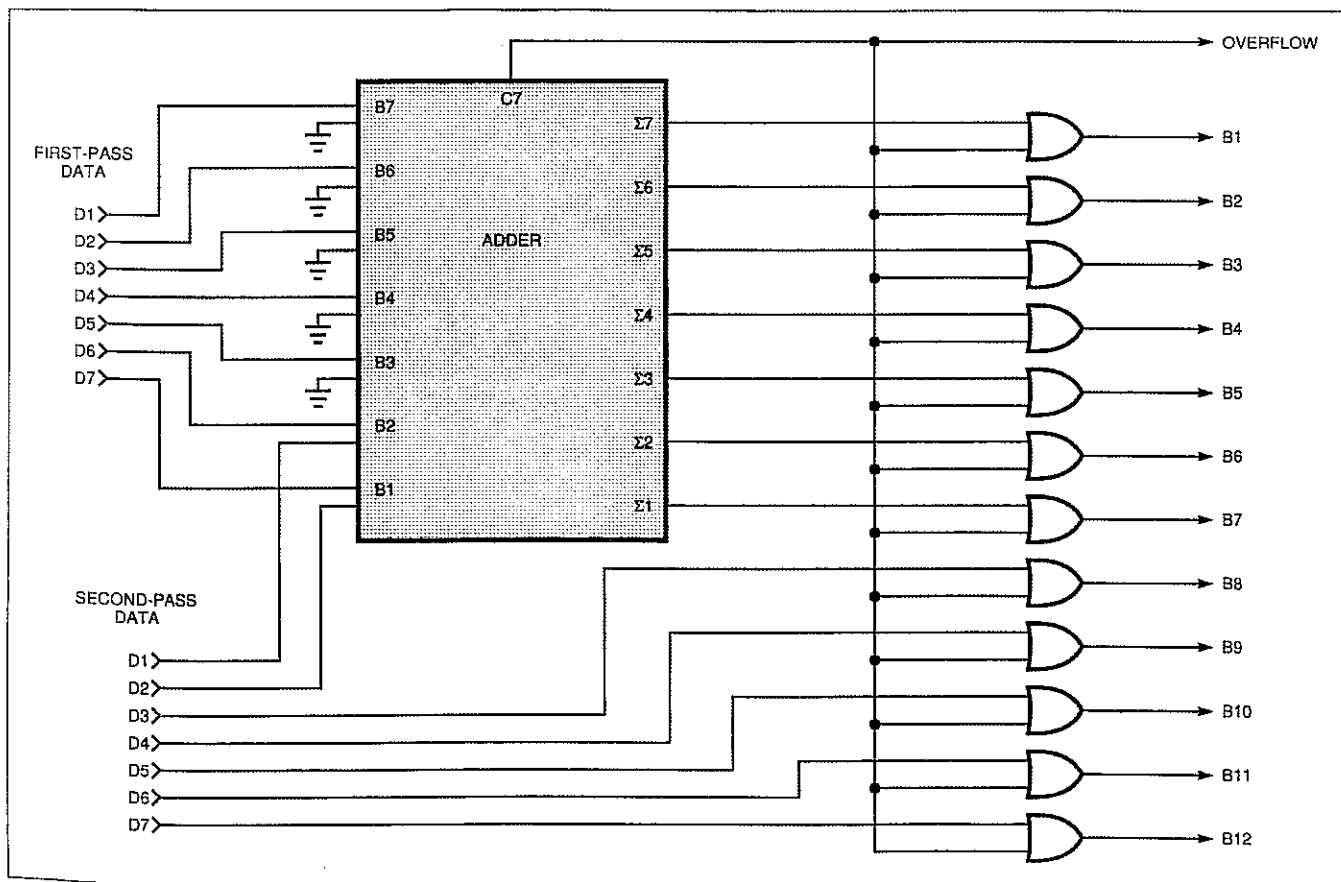 OVERFLOW
C7
B7
Σ7
B1
FIRST-PASS
DATA
B6
Σ6
B2
D1
D2
B5
ADDER
Σ5
B3
D3
D4
B4
Σ4
B4
D5
D6
B3
Σ3
B5
D7
B2
Σ2
B6
B1
Σ1
B7
B8
SECOND-PASS
DATA
D1
B9
D2
D3
B10
D4
D5
B11
D6
D7
B12